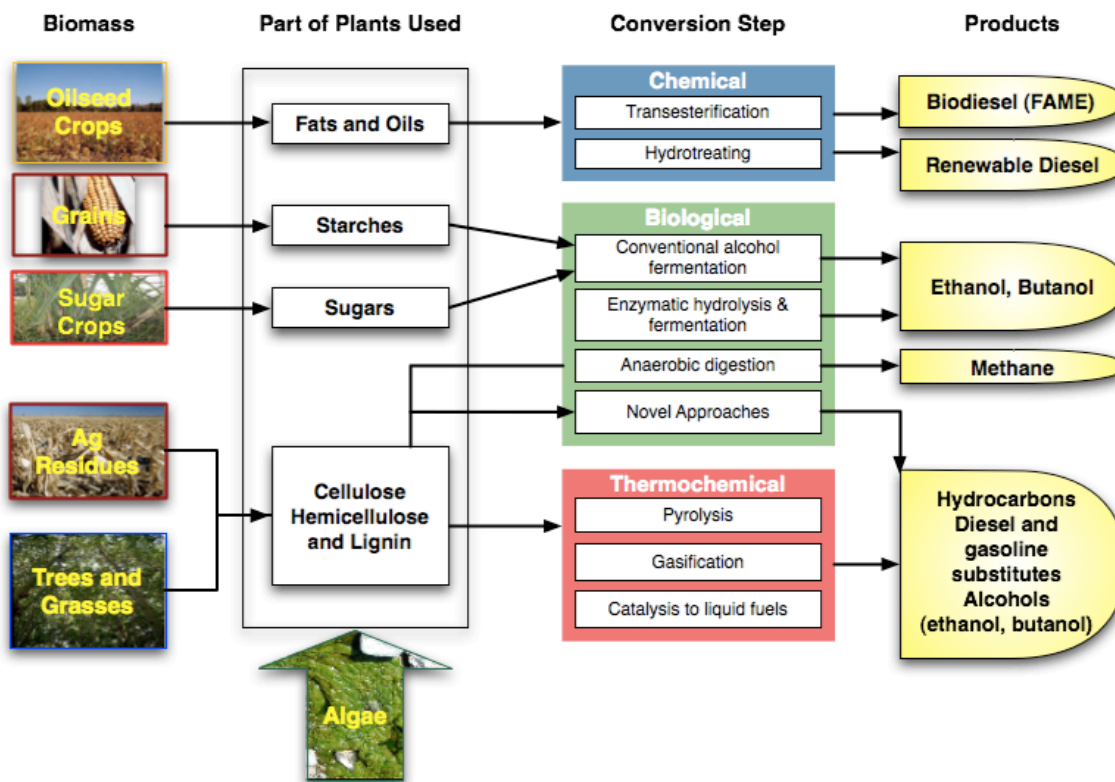 Biomass
Part of Plants Used
Conversion Step
Products
Oilseed
Crops
Fats and Oils
Chemical
Transesterification
Hydrotreating
Biodiesel (FAME)
Renewable Diesel
Grains
Starches
Sugar
Crops
Sugars
Biological
Conventional alcohol
fermentation
Enzymatic hydrolysis &
fermentation
Anaerobic digestion
Novel Approaches
Ethanol, Butanol
Methane
Ag
Residues
Trees and
Grasses
Cellulose
Hemicellulose
and Lignin
Thermochemical
Pyrolysis
Gasification
Catalysis to liquid fuels
Hydrocarbons
Diesel and
gasoline
substitutes
Alcohols
(ethanol, butanol)
Algae